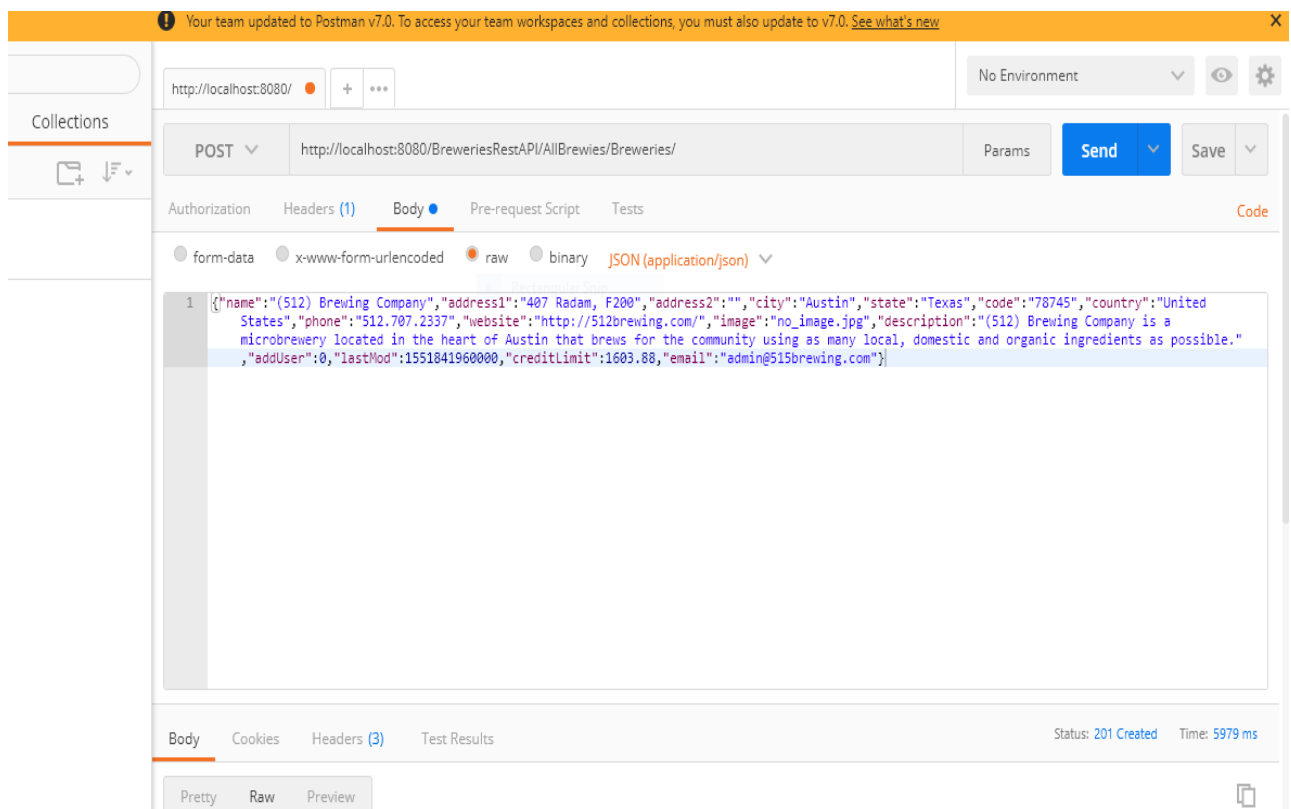 Your team updated to Postman v7.0. To access your team workspaces and collections, you must also update to v7.0. See what's new
X
http://localhost:8080/
+
•••
No Environment
Collections
POST
http://localhost:8080/BreweriesRestAPI/AllBrewies/Breweries/
Params
Send
Save
Authorization
Headers (1)
Body
Pre-request Script
Tests
Code
form-data
x-www-form-urlencoded
raw
binary
JSON (application/json)
Rectangular Snip
1 {"name":"(512) Brewing Company","address1":"407 Radam, F200","address2":"","city":"Austin","state":"Texas","code":"78745","country":"United
States","phone":"512.707.2337","website":"http://512brewing.com/","image":"no_image.jpg","description":"(512) Brewing Company is a
microbrewery located in the heart of Austin that brews for the community using as many local, domestic and organic ingredients as possible."
,"addUser":0,"lastMod":1551841960000,"creditLimit":1603.88,"email":"admin@515brewing.com"}
Body
Cookies
Headers (3)
Test Results
Status: 201 Created
Time: 5979 ms
Pretty
Raw
Preview